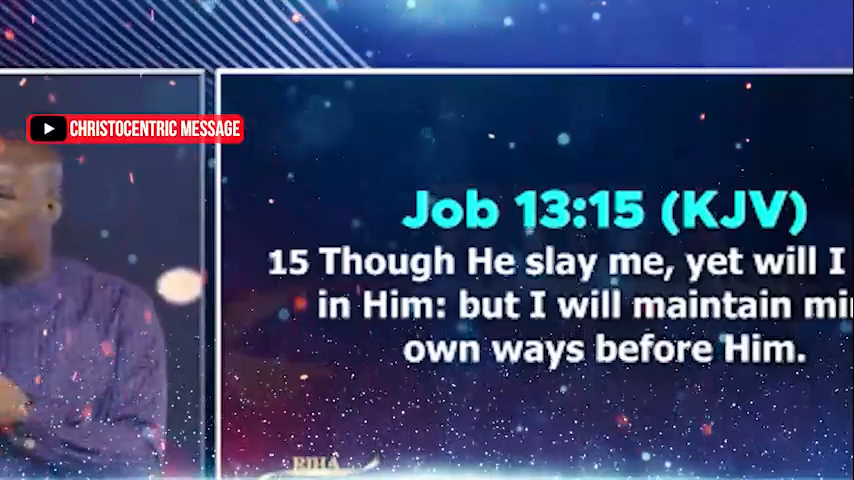 CHRISTOCENTRIC MESSAGE
Job 13:15 (KJV)
15 Though He slay me, yet will I
in Him: but I will maintain
own ways before Him.